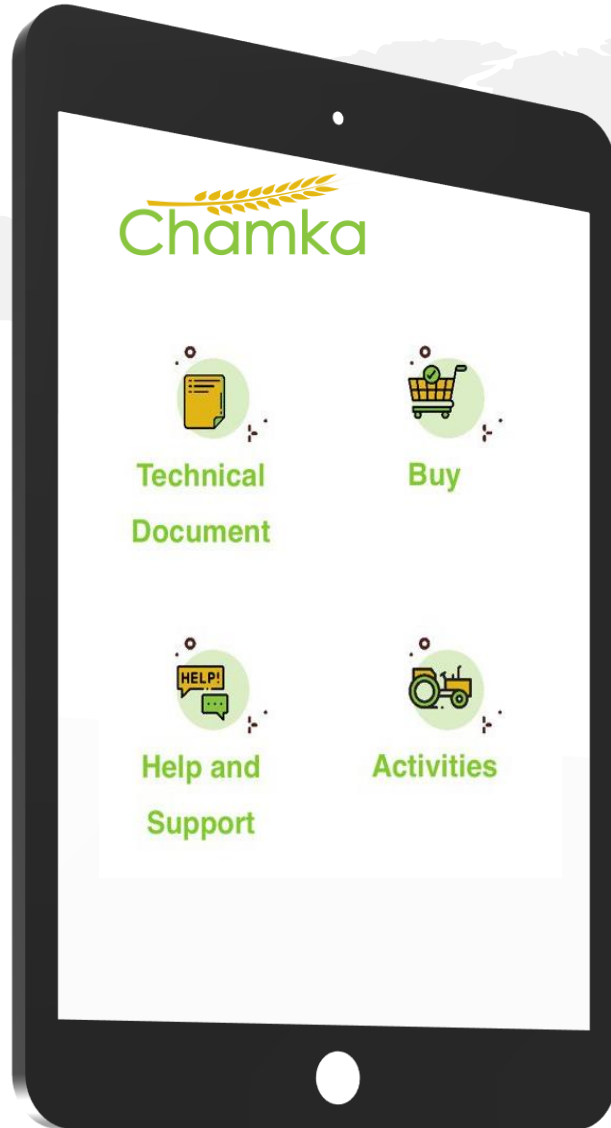 Chamka
Technical
Document
Buy
HELP!
Help and
Support
Activities